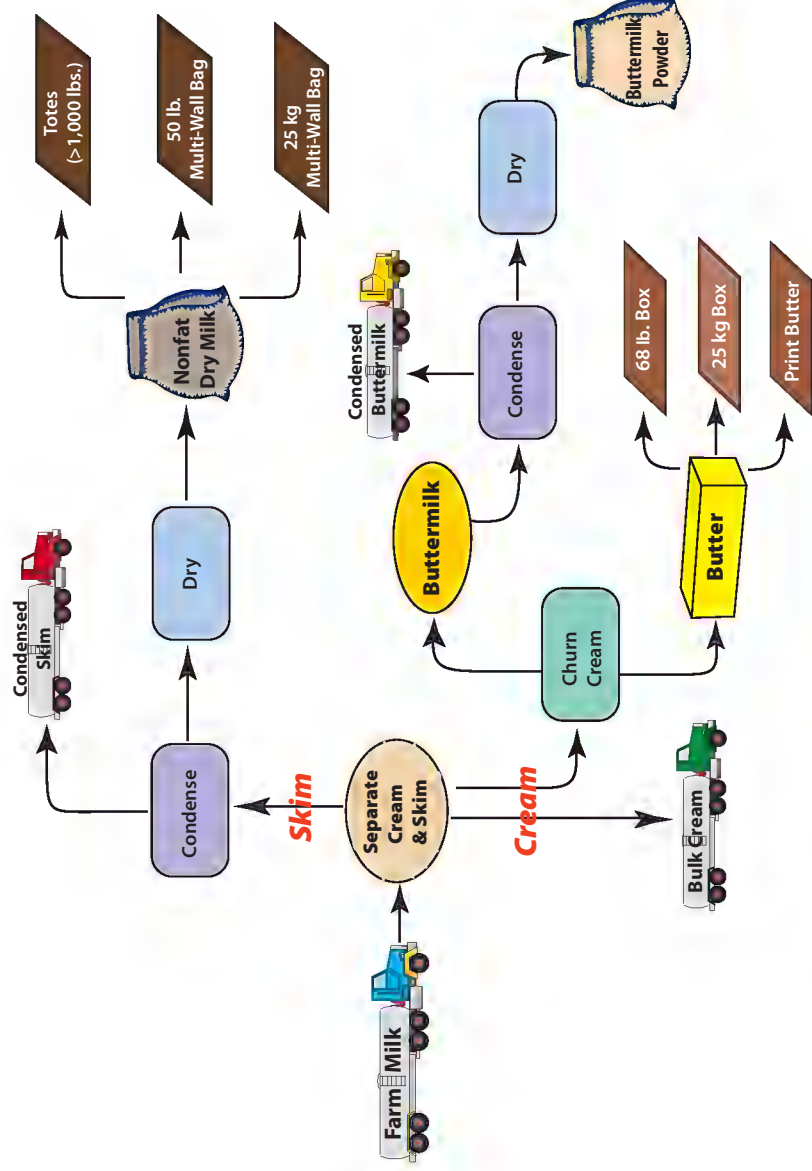 Farm Milk
Separate
Cream
& Skim
Skim
Condense
Condensed
Skim
Dry
Nonfat
Dry Milk
Totes
(>1,000 lbs.)
50 lb.
Multi-Wall Bag
25 kg
Multi-Wall Bag
Cream
Bulk Cream
Churn
Cream
Buttermilk
Condense
Condensed
Buttermilk
Dry
Buttermilk
Powder
Butter
68 lb. Box
25 kg Box
Print Butter